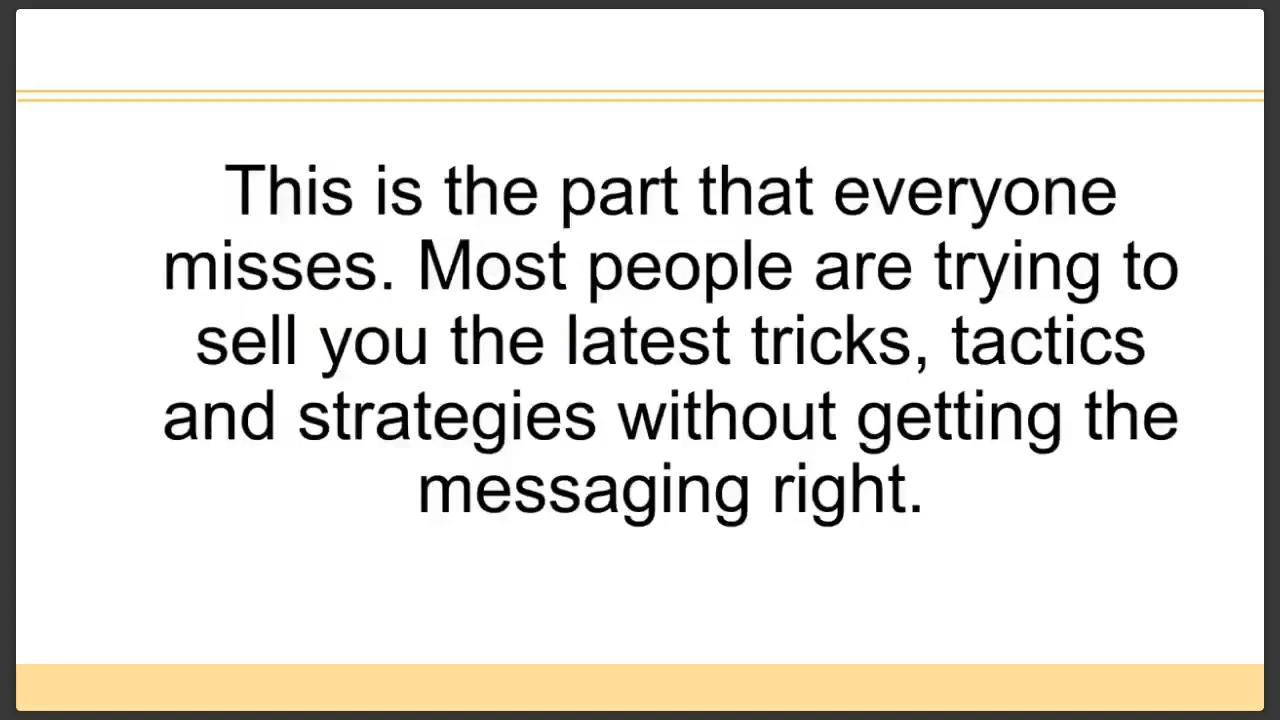 This is the part that everyone
misses. Most people are trying to
sell you the latest tricks, tactics
and strategies without getting the
messaging right.